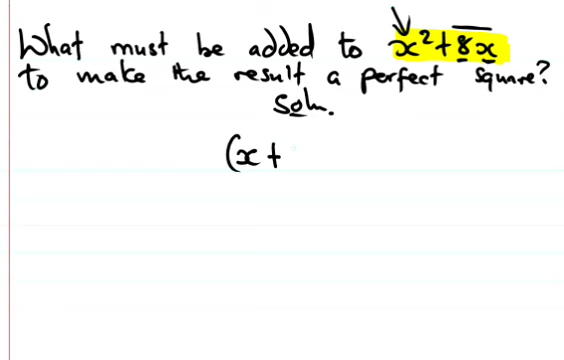 What must be added to x² + 8x
to make the result a perfect square?
Soln.
(x +